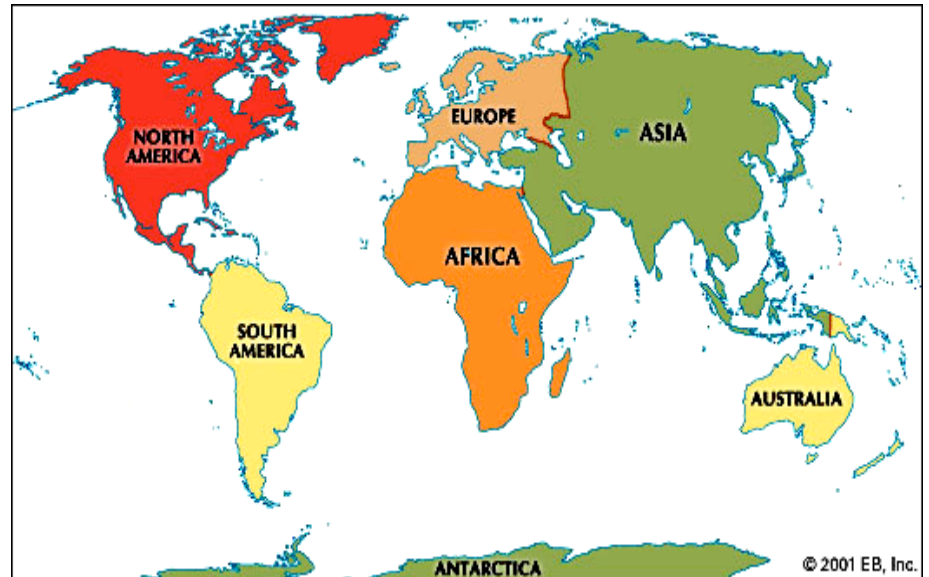 NORTH
AMERICA
EUROPE
ASIA
AFRICA
SOUTH
AMERICA
AUSTRALIA
ANTARCTICA
© 2001 EB, Inc.